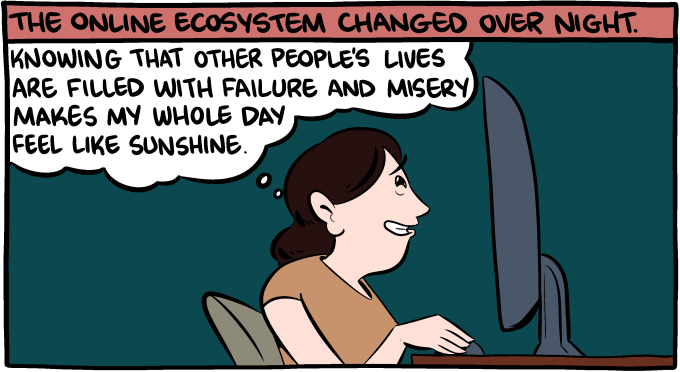 THE ONLINE ECOSYSTEM CHANGED OVER NIGHT.
KNOWING THAT OTHER PEOPLE'S LIVES
ARE FILLED WITH FAILURE AND MISERY
MAKES MY WHOLE DAY
FEEL LIKE SUNSHINE.